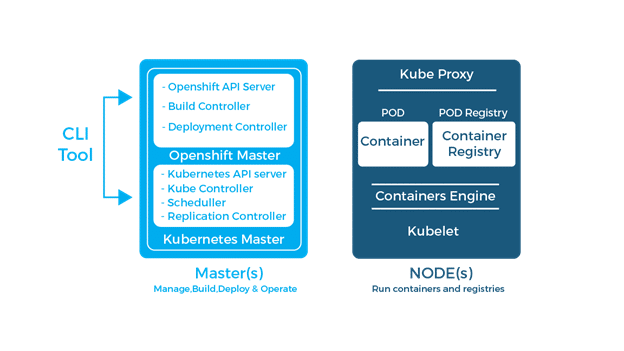 CLI
Tool
- Openshift API Server
- Build Controller
- Deployment Controller
Openshift Master
- Kubernetes API server
- Kube Controller
- Scheduller
- Replication Controller
Kubernetes Master
Master(s)
Manage,Build,Deploy & Operate
Kube Proxy
POD
Container
POD Registry
Container
Registry
Containers Engine
Kubelet
NODE(s)
Run containers and registries